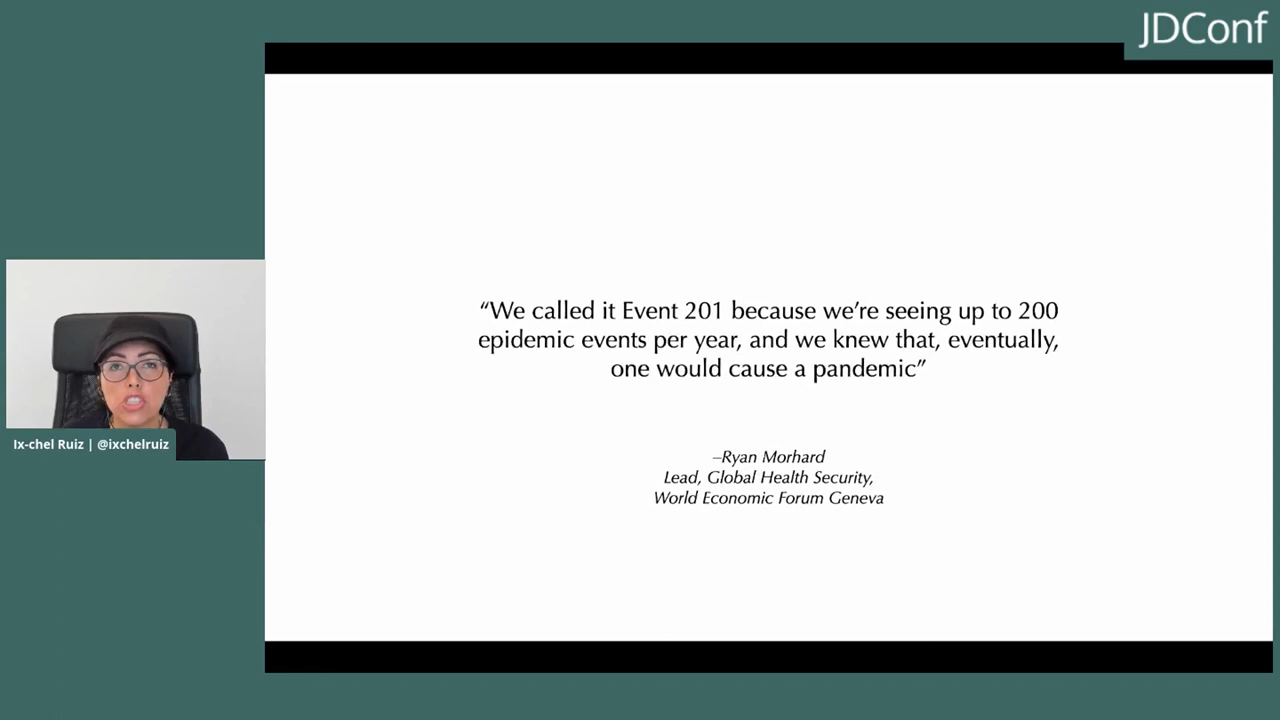 JDConf
“We called it Event 201 because we’re seeing up to 200
epidemic events per year, and we knew that, eventually,
one would cause a pandemic”
–Ryan Morhard
Lead, Global Health Security,
World Economic Forum Geneva
Ix-chel Ruiz | @ixchelruiz